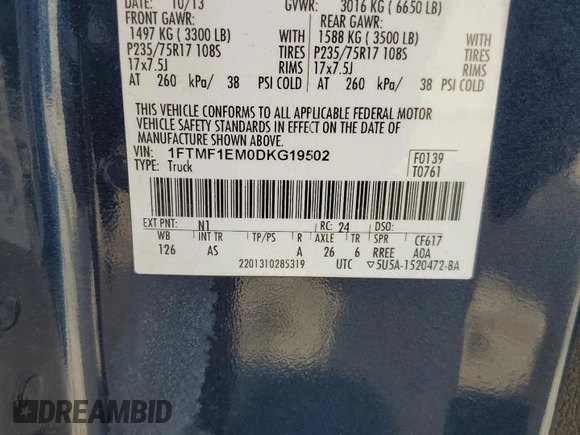 DATE: 10/13 GVWR: 3016 KG ( 6650 LB)
FRONT GAWR: REAR GAWR:
1497 KG ( 3300 LB) WITH 1588 KG ( 3500 LB) WITH
P235/75R17 108S TIRES P235/75R17 108S TIRES
17x7.5J RIMS 17x7.5J RIMS
AT 260 kPa/ 38 PSI COLD AT 260 kPa/ 38 PSI COLD
THIS VEHICLE CONFORMS TO ALL APPLICABLE FEDERAL MOTOR
VEHICLE SAFETY STANDARDS IN EFFECT ON THE DATE OF
MANUFACTURE SHOWN ABOVE.
VIN: 1FTMF1EM0DKG19502 F0139
TYPE: Truck T0761
EXT PNT: N1 RC: 24 DSO:
WB INT TR TP/PS R AXLE TR SPR CF617
126 AS A 26 6 RREE AOA
2201310285319 UTC ▽5U5A-1520472-BA
DREAMBID